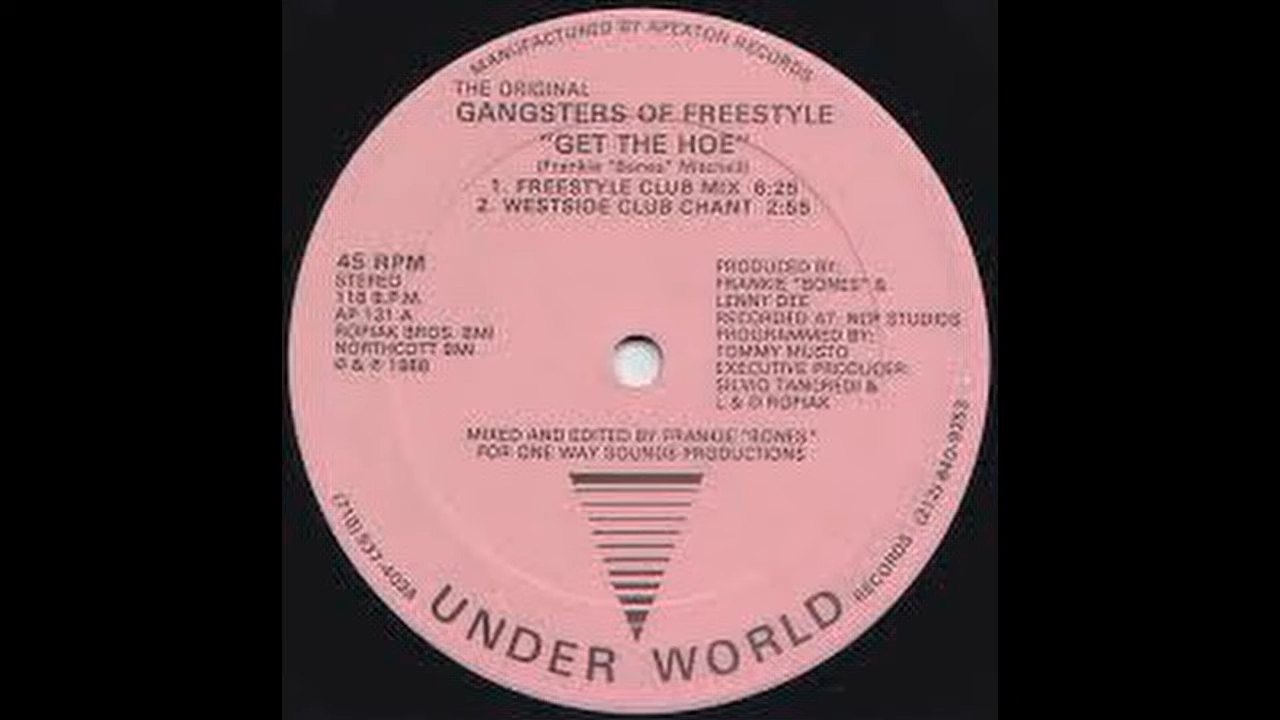 MANUFACTURED BY APEXTON RECORDS
THE ORIGINAL
GANGSTERS OF FREESTYLE
"GET THE HOE"
(Frankie "Bones" Mitchell)
1. FREESTYLE CLUB MIX 6:25
2. WESTSIDE CLUB CHANT 2:55
45 RPM
STEREO
118 B.P.M.
AP 131 A
ROMAK BROS. BMI
NORTHCOTT BMI
© & ℗ 1988
PRODUCED BY:
FRANKIE "BONES" &
LENNY DEE
RECORDED AT: STUDIOS
PROGRAMMED BY:
TOMMY MUSTO
EXECUTIVE PRODUCER:
SILVIO TANCREDI &
L & D ROMAK
MIXED AND EDITED BY FRANKIE "BONES"
FOR ONE WAY SOUNDS PRODUCTIONS
UNDER WORLD RECORDS